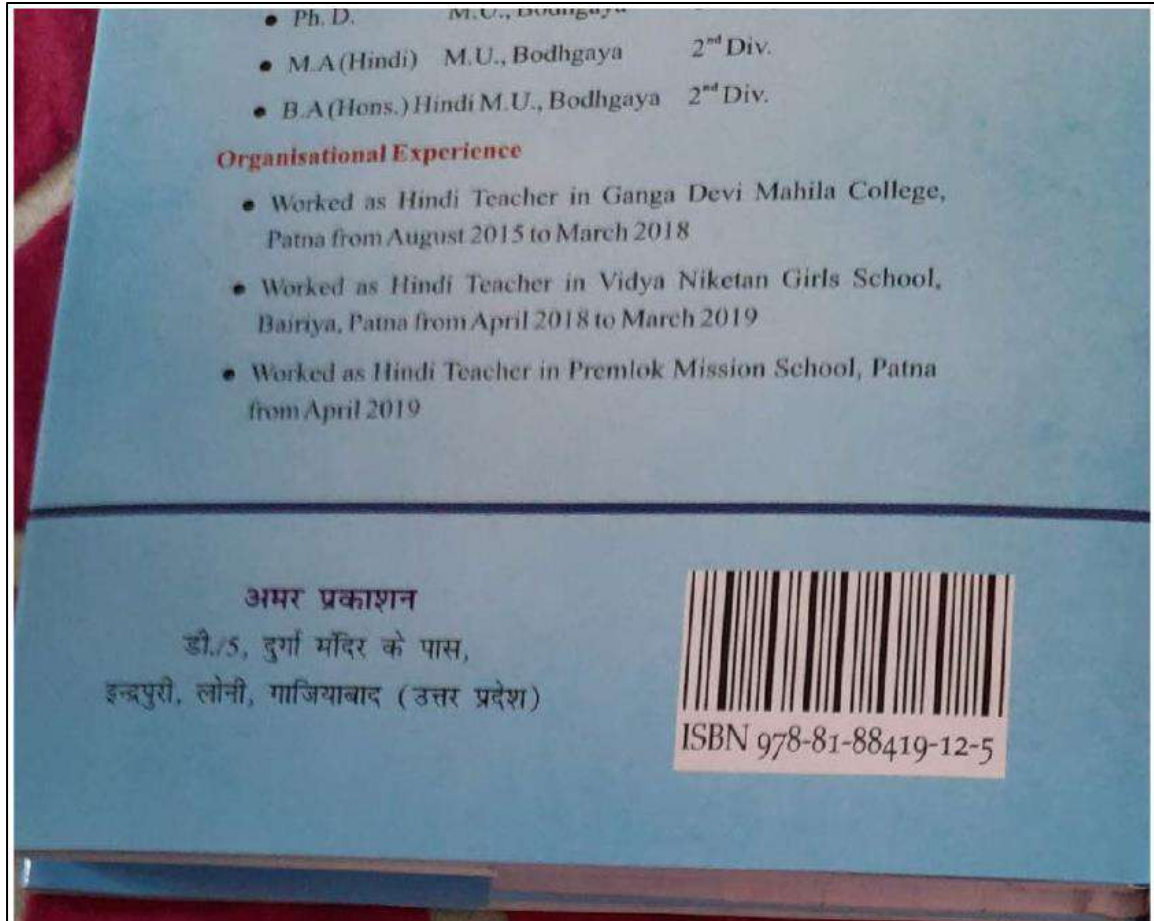 • Ph. D. M.U., Bodhgaya
• M.A (Hindi) M.U., Bodhgaya 2nd Div.
• B.A (Hons.) Hindi M.U., Bodhgaya 2nd Div.
Organisational Experience
• Worked as Hindi Teacher in Ganga Devi Mahila College,
Patna from August 2015 to March 2018
• Worked as Hindi Teacher in Vidya Niketan Girls School,
Bairiya, Patna from April 2018 to March 2019
• Worked as Hindi Teacher in Premlok Mission School, Patna
from April 2019
अमर प्रकाशन
डी./5, दुर्गा मंदिर के पास,
इन्द्रपुरी, लोनी, गाजियाबाद (उत्तर प्रदेश)
ISBN 978-81-88419-12-5